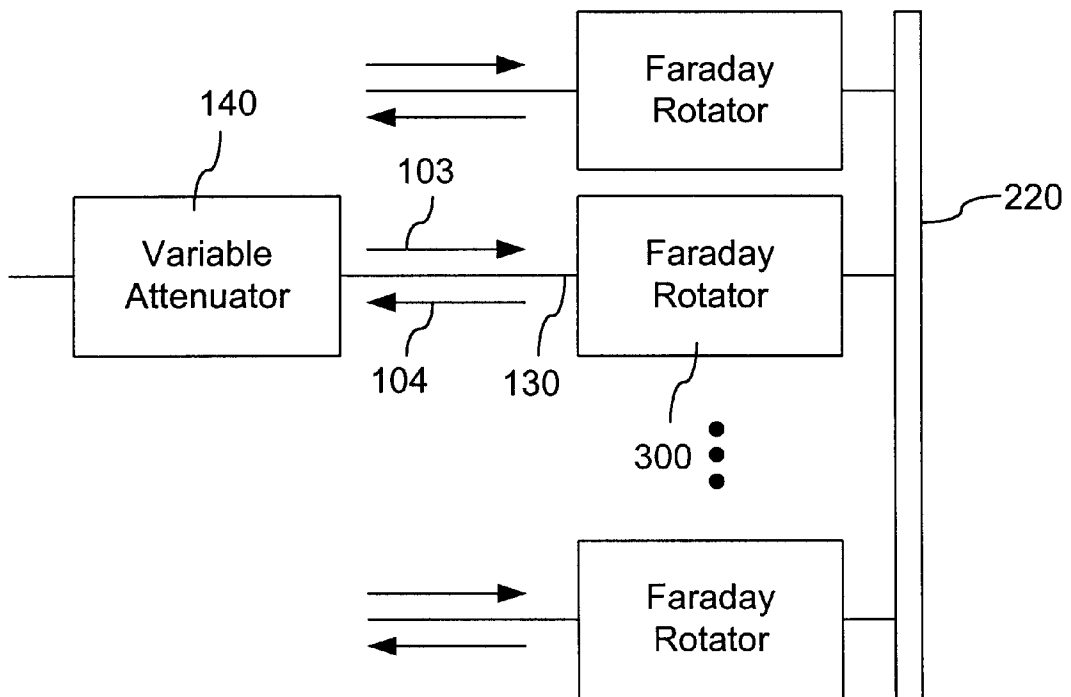 Faraday
Rotator
140
103
220
Variable
Attenuator
Faraday
Rotator
104
130
300
Faraday
Rotator